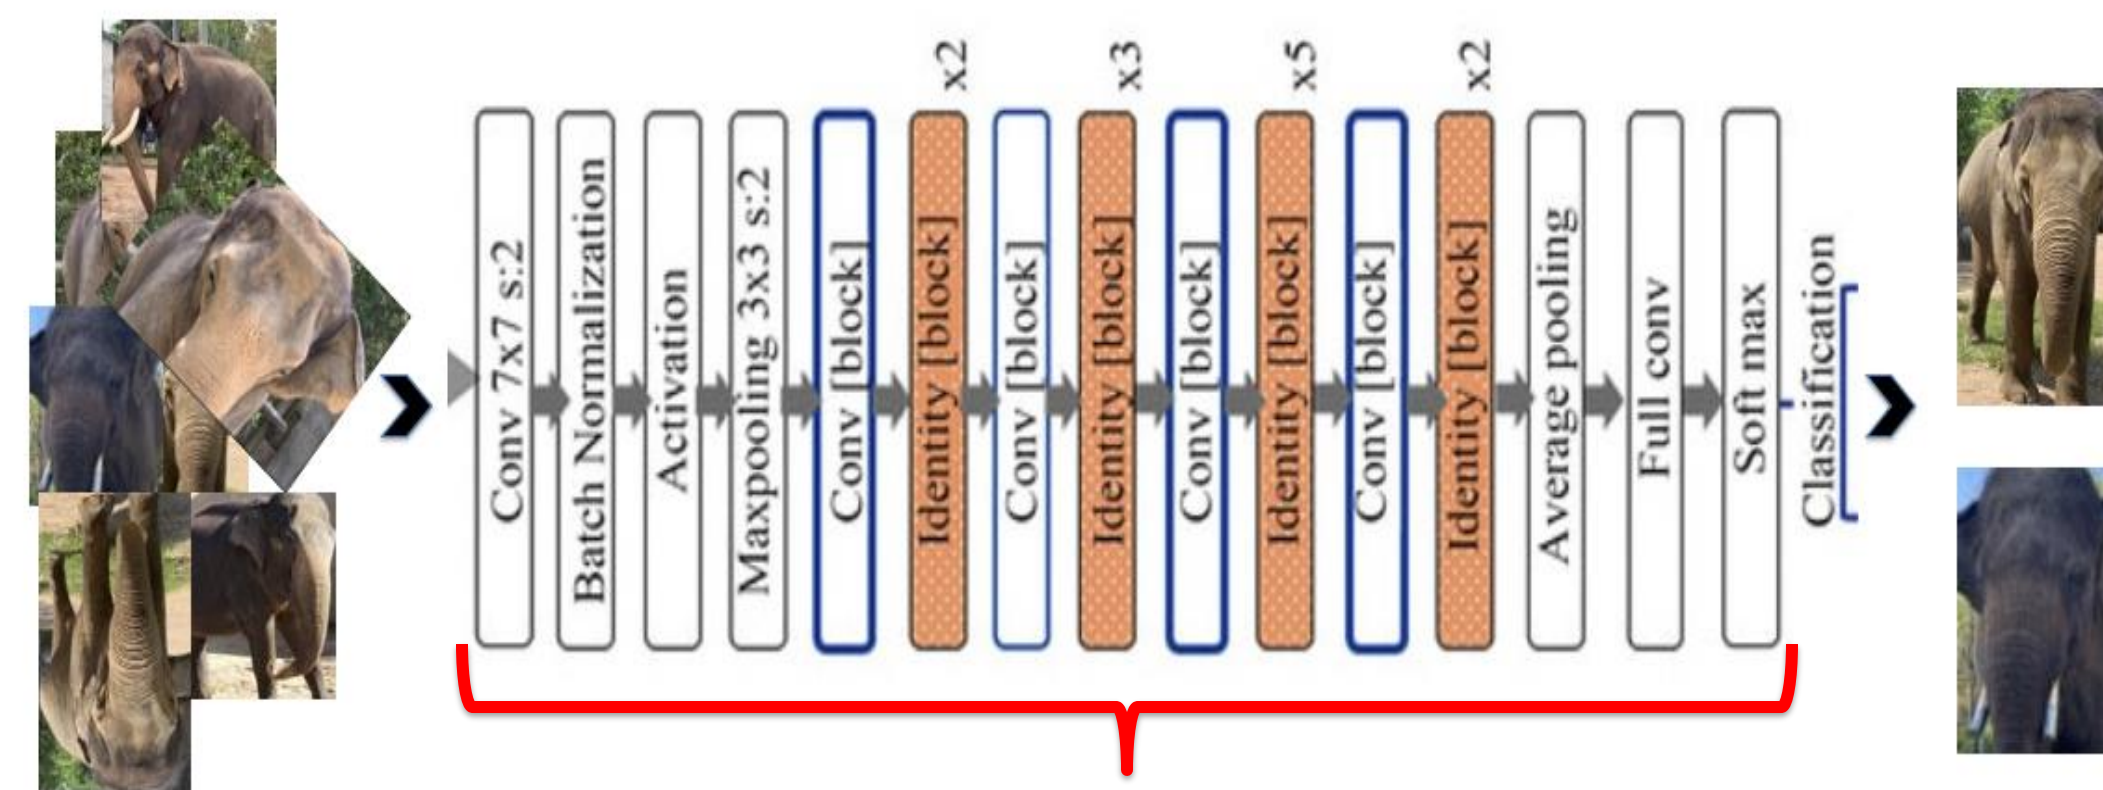 Conv 7x7 s:2
Batch Normalization
Activation
Maxpooling 3x3 s:2
Conv [block]
Identity [block]
x2
Conv [block]
Identity [block]
x3
Conv [block]
Identity [block]
x5
Conv [block]
Identity [block]
x2
Average pooling
Full conv
Soft max
Classification